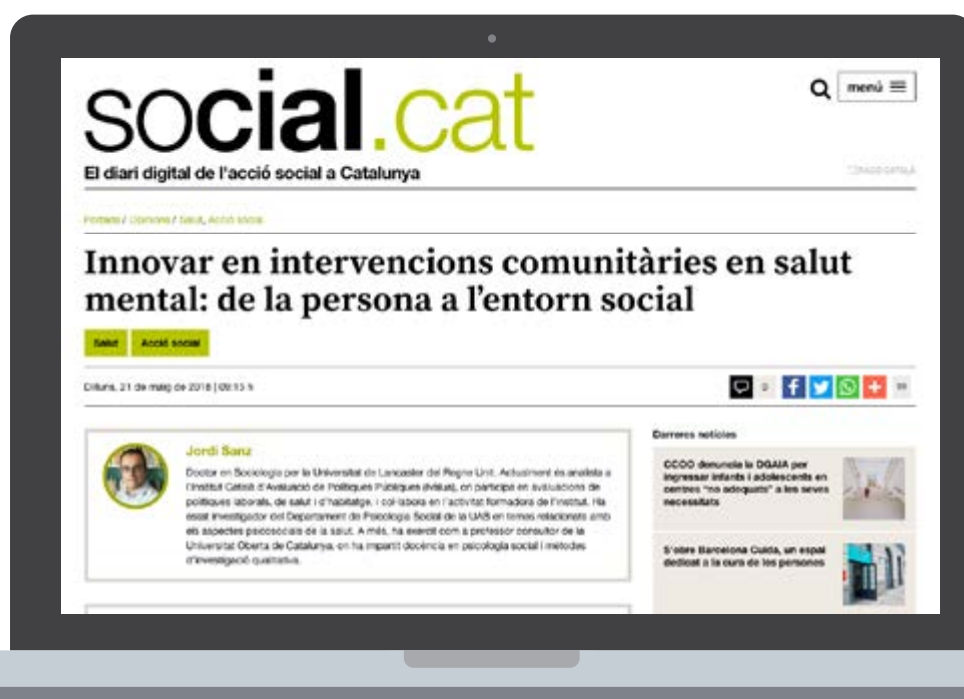 social.cat
menú
El diari digital de l'acció social a Catalunya
Portada / Opinions / Salut, Acció social
Innovar en intervencions comunitàries en salut
mental: de la persona a l'entorn social
Salut Acció social
Dilluns, 21 de maig de 2018 | 09:15 h
Jordi Sanz
Doctor en Sociologia per la Universitat de Lancaster del Regne Unit. Actualment és analista a
l'Institut Català d'Avaluació de Polítiques Públiques (Ivàlua), on participa en avaluacions de
polítiques laborals, de salut i d'habitatge, i col·labora en l'activitat formadora de l'institut. Ha
estat investigador del Departament de Psicologia Social de la UAB en temes relacionats amb
els aspectes psicosocials de la salut. A més, ha exercit com a professor consultor de la
Universitat Oberta de Catalunya, on ha impartit docència en psicologia social i mètodes
d'investigació qualitativa.
Darreres notícies
CCOO denuncia la DGAIA per
ingressar infants i adolescents en
centres "no adequats" a les seves
necessitats
S'obre Barcelona Cuida, un espai
dedicat a la cura de les persones